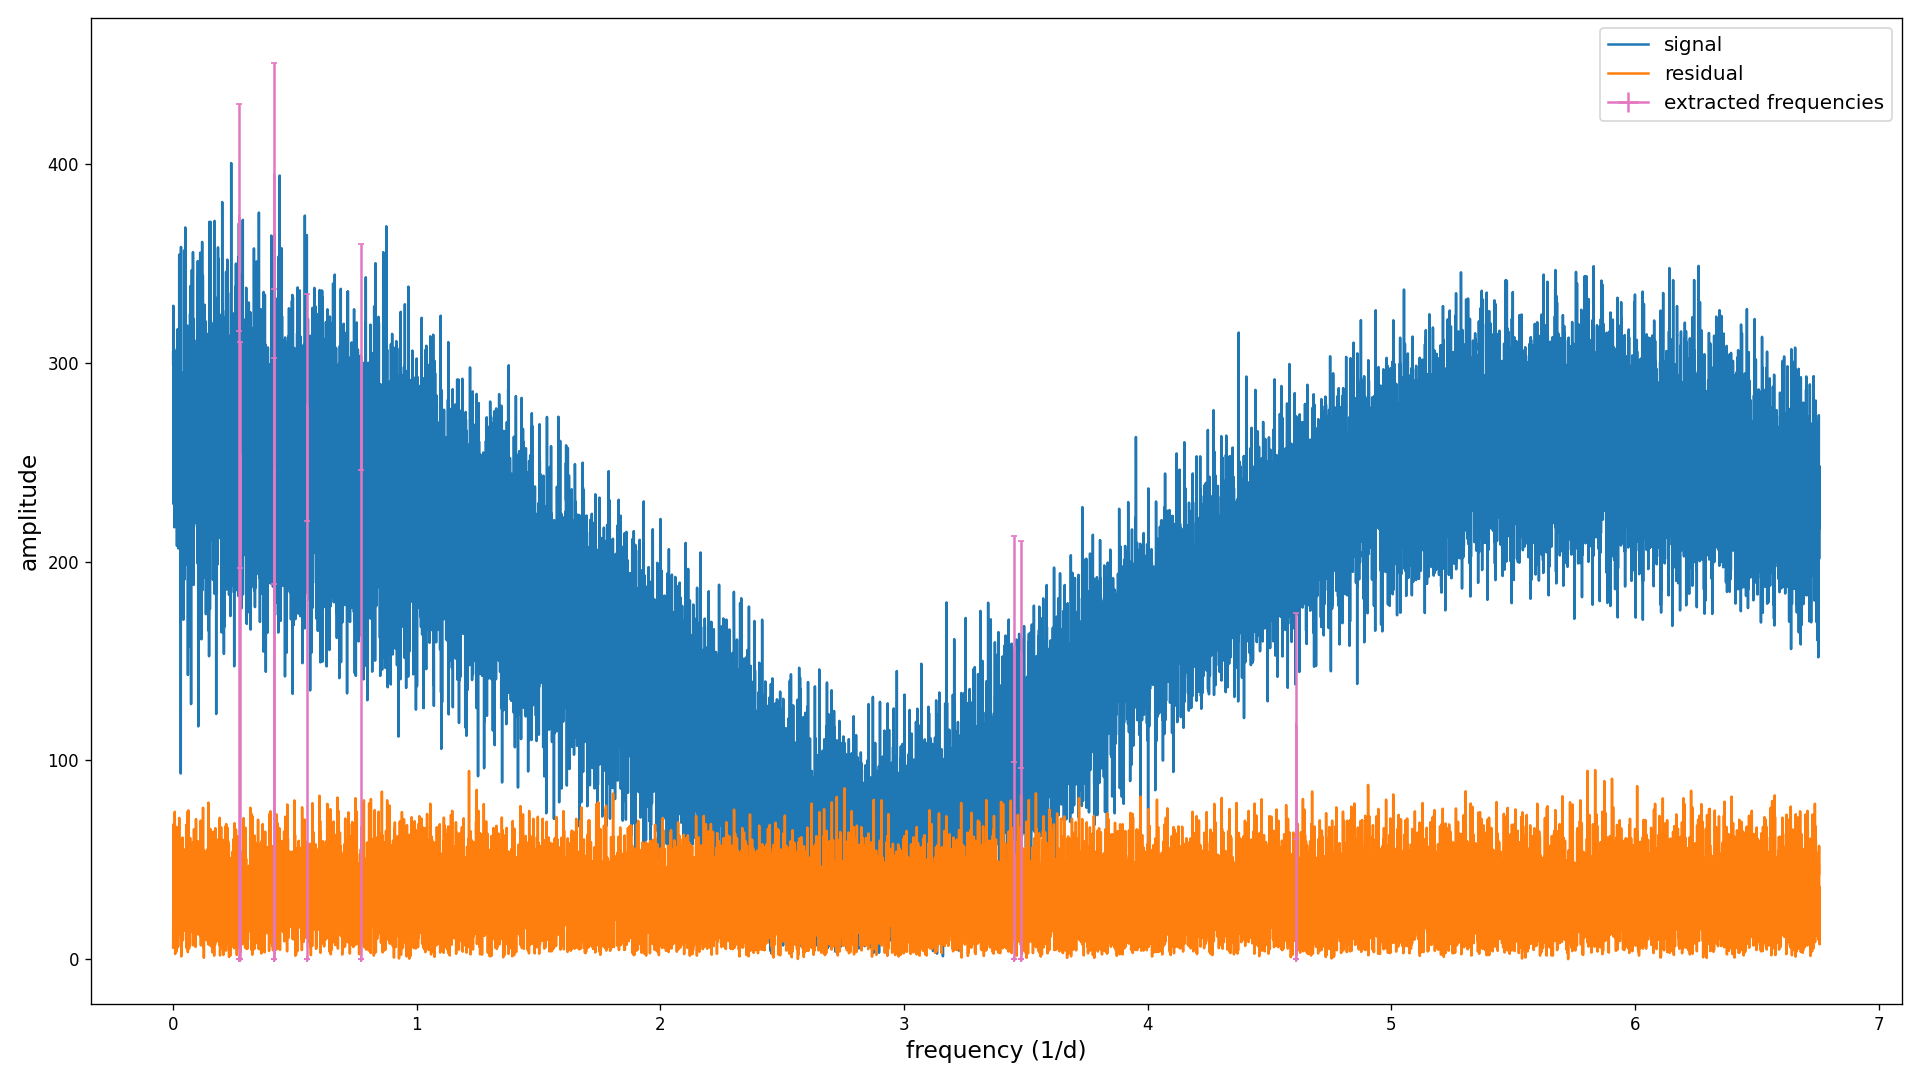 signal
residual
extracted frequencies
400
300
200
100
0
amplitude
0 1 2 3 4 5 6 7
frequency (1/d)